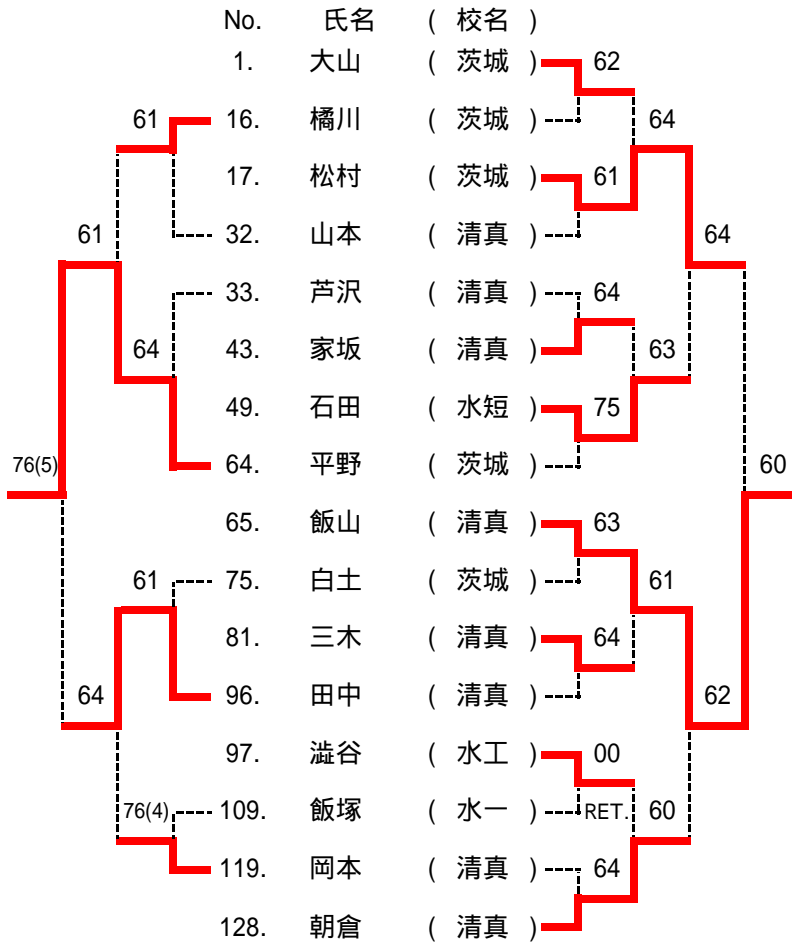 No. 氏名 ( 校名 )
1. 大山 ( 茨城 ) 62
61 16. 橘川 ( 茨城 ) 64
17. 松村 ( 茨城 ) 61
61 32. 山本 ( 清真 ) 64
33. 芦沢 ( 清真 ) 64
64 43. 家坂 ( 清真 ) 63
49. 石田 ( 水短 ) 75
76(5) 64. 平野 ( 茨城 ) 60
65. 飯山 ( 清真 ) 63
61 75. 白土 ( 茨城 ) 61
81. 三木 ( 清真 ) 64
64 96. 田中 ( 清真 ) 62
97. 澁谷 ( 水工 ) 00
76(4) 109. 飯塚 ( 水一 ) RET. 60
119. 岡本 ( 清真 ) 64
128. 朝倉 ( 清真 )